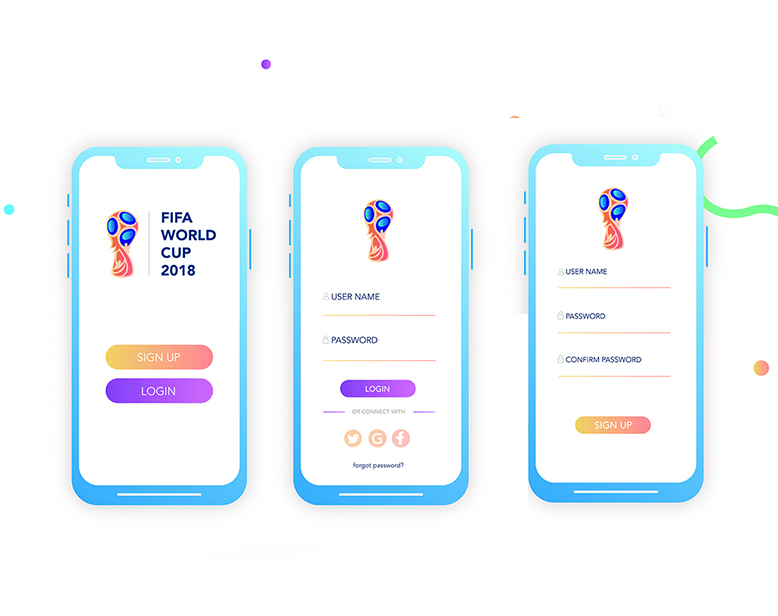 FIFA
WORLD
CUP
2018
SIGN UP
LOGIN
USER NAME
PASSWORD
LOGIN
OR CONNECT WITH
G
f
forgot password?
USER NAME
PASSWORD
CONFIRM PASSWORD
SIGN UP